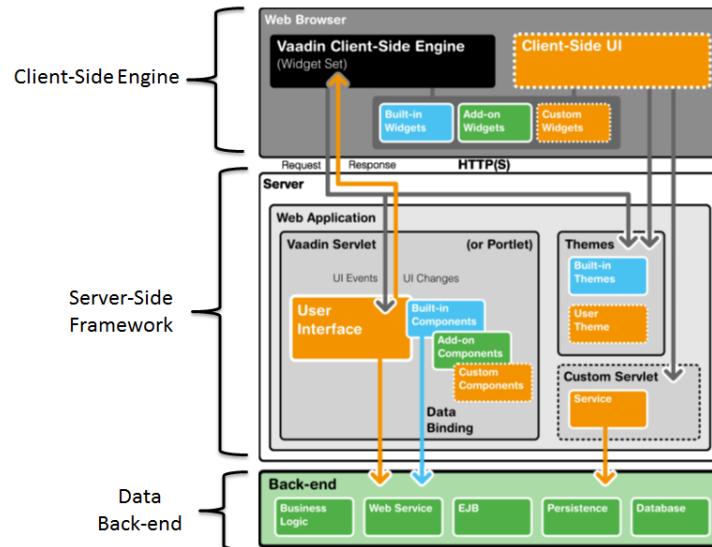 Web Browser
Client-Side Engine
Vaadin Client-Side Engine
(Widget Set)
Client-Side UI
Built-in
Widgets
Add-on
Widgets
Custom
Widgets
Request
Response
HTTP(S)
Server
Web Application
Vaadin Servlet
(or Portlet)
Themes
UI Events
UI Changes
Built-in
Themes
Server-Side
Framework
User
Interface
Built-in
Components
User
Theme
Add-on
Components
Custom
Components
Custom Servlet
Service
Data
Binding
Data
Back-end
Back-end
Business
Logic
Web Service
EJB
Persistence
Database